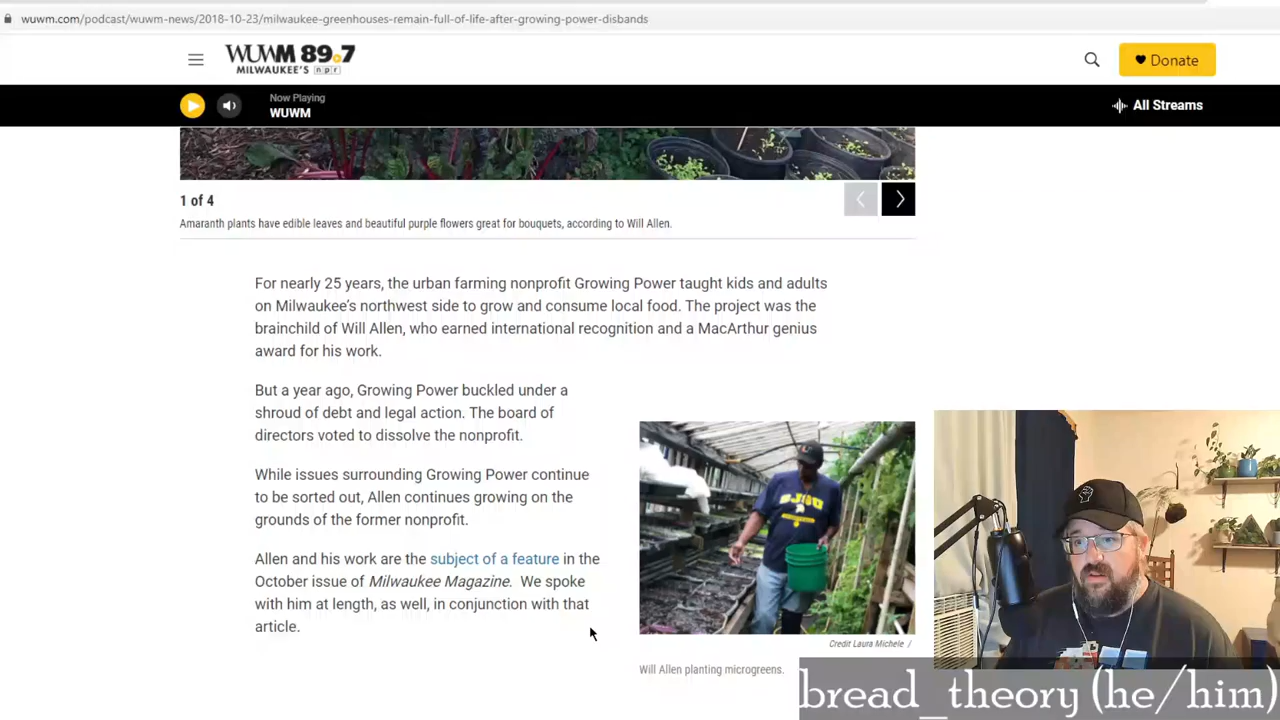 wuwm.com/podcast/wuwm-news/2018-10-23/milwaukee-greenhouses-remain-full-of-life-after-growing-power-disbands
WUWM 89.7
MILWAUKEE'S npr
Donate
Now Playing
WUWM
All Streams
1 of 4
Amaranth plants have edible leaves and beautiful purple flowers great for bouquets, according to Will Allen.
For nearly 25 years, the urban farming nonprofit Growing Power taught kids and adults
on Milwaukee's northwest side to grow and consume local food. The project was the
brainchild of Will Allen, who earned international recognition and a MacArthur genius
award for his work.
But a year ago, Growing Power buckled under a
shroud of debt and legal action. The board of
directors voted to dissolve the nonprofit.
While issues surrounding Growing Power continue
to be sorted out, Allen continues growing on the
grounds of the former nonprofit.
Allen and his work are the subject of a feature in the
October issue of Milwaukee Magazine. We spoke
with him at length, as well, in conjunction with that
article.
Credit Laura Michele /
Will Allen planting microgreens.
bread_theory (he/him)